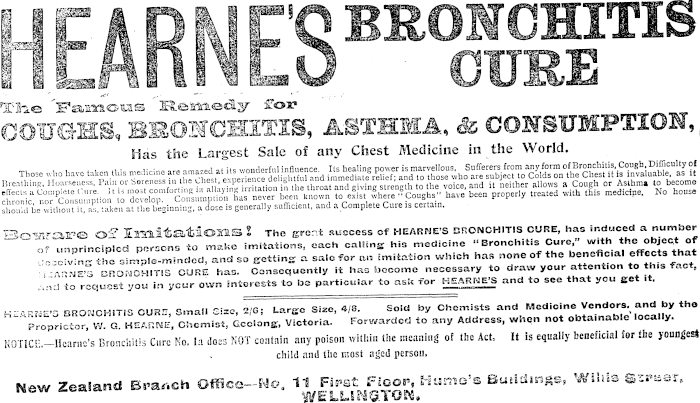 HEARNE'S BRONCHITIS
CURE
The Famous Remedy for
COUGHS, BRONCHITIS, ASTHMA, & CONSUMPTION,
Has the Largest Sale of any Chest Medicine in the World.
Those who have taken this medicine are amazed at its wonderful influence. Its healing power is marvellous. Sufferers from any form of Bronchitis, Cough, Difficulty of
Breathing, Hoarseness, Pain or Soreness in the Chest, experience delightful and immediate relief; and to those who are subject to Colds on the Chest it is invaluable, as it
effects a Complete Cure. It is most comforting in allaying irritation in the throat and giving strength to the voice, and it neither allows a Cough or Asthma to become
chronic, nor Consumption to develop. Consumption has never been known to exist where "Coughs" have been properly treated with this medicine. No house
should be without it, as, taken at the beginning, a dose is generally sufficient, and a Complete Cure is certain.
Beware of Imitations! The great success of HEARNE'S BRONCHITIS CURE, has induced a number
of unprincipled persons to make imitations, each calling his medicine "Bronchitis Cure," with the object of
deceiving the simple-minded, and so getting a sale for an imitation which has none of the beneficial effects that
HEARNE'S BRONCHITIS CURE has. Consequently it has become necessary to draw your attention to this fact,
and to request you in your own interests to be particular to ask for HEARNE'S and to see that you get it.
HEARNE'S BRONCHITIS CURE, Small Size, 2/6; Large Size, 4/6. Sold by Chemists and Medicine Vendors, and by the
Proprietor, W. G. HEARNE, Chemist, Geelong, Victoria. Forwarded to any Address, when not obtainable locally.
NOTICE.—Hearne's Bronchitis Cure No. 1a does NOT contain any poison within the meaning of the Act. It is equally beneficial for the youngest
child and the most aged person.
New Zealand Branch Office—No. 11 First Floor, Hume's Buildings, Willis Street,
WELLINGTON.